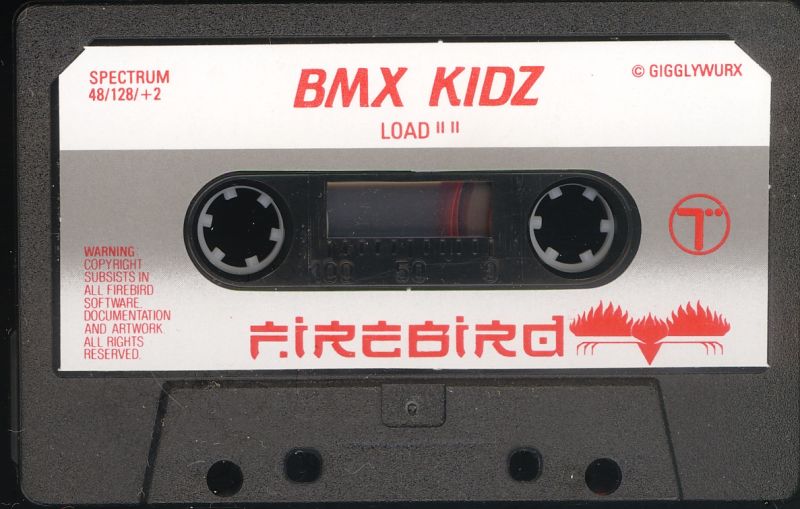 SPECTRUM
48/128/+2
BMX KIDZ
© GIGGLYWURX
LOAD " "
100 50 0
WARNING
COPYRIGHT
SUBSISTS IN
ALL FIREBIRD
SOFTWARE.
DOCUMENTATION
AND ARTWORK
ALL RIGHTS
RESERVED.
FIREBIRD